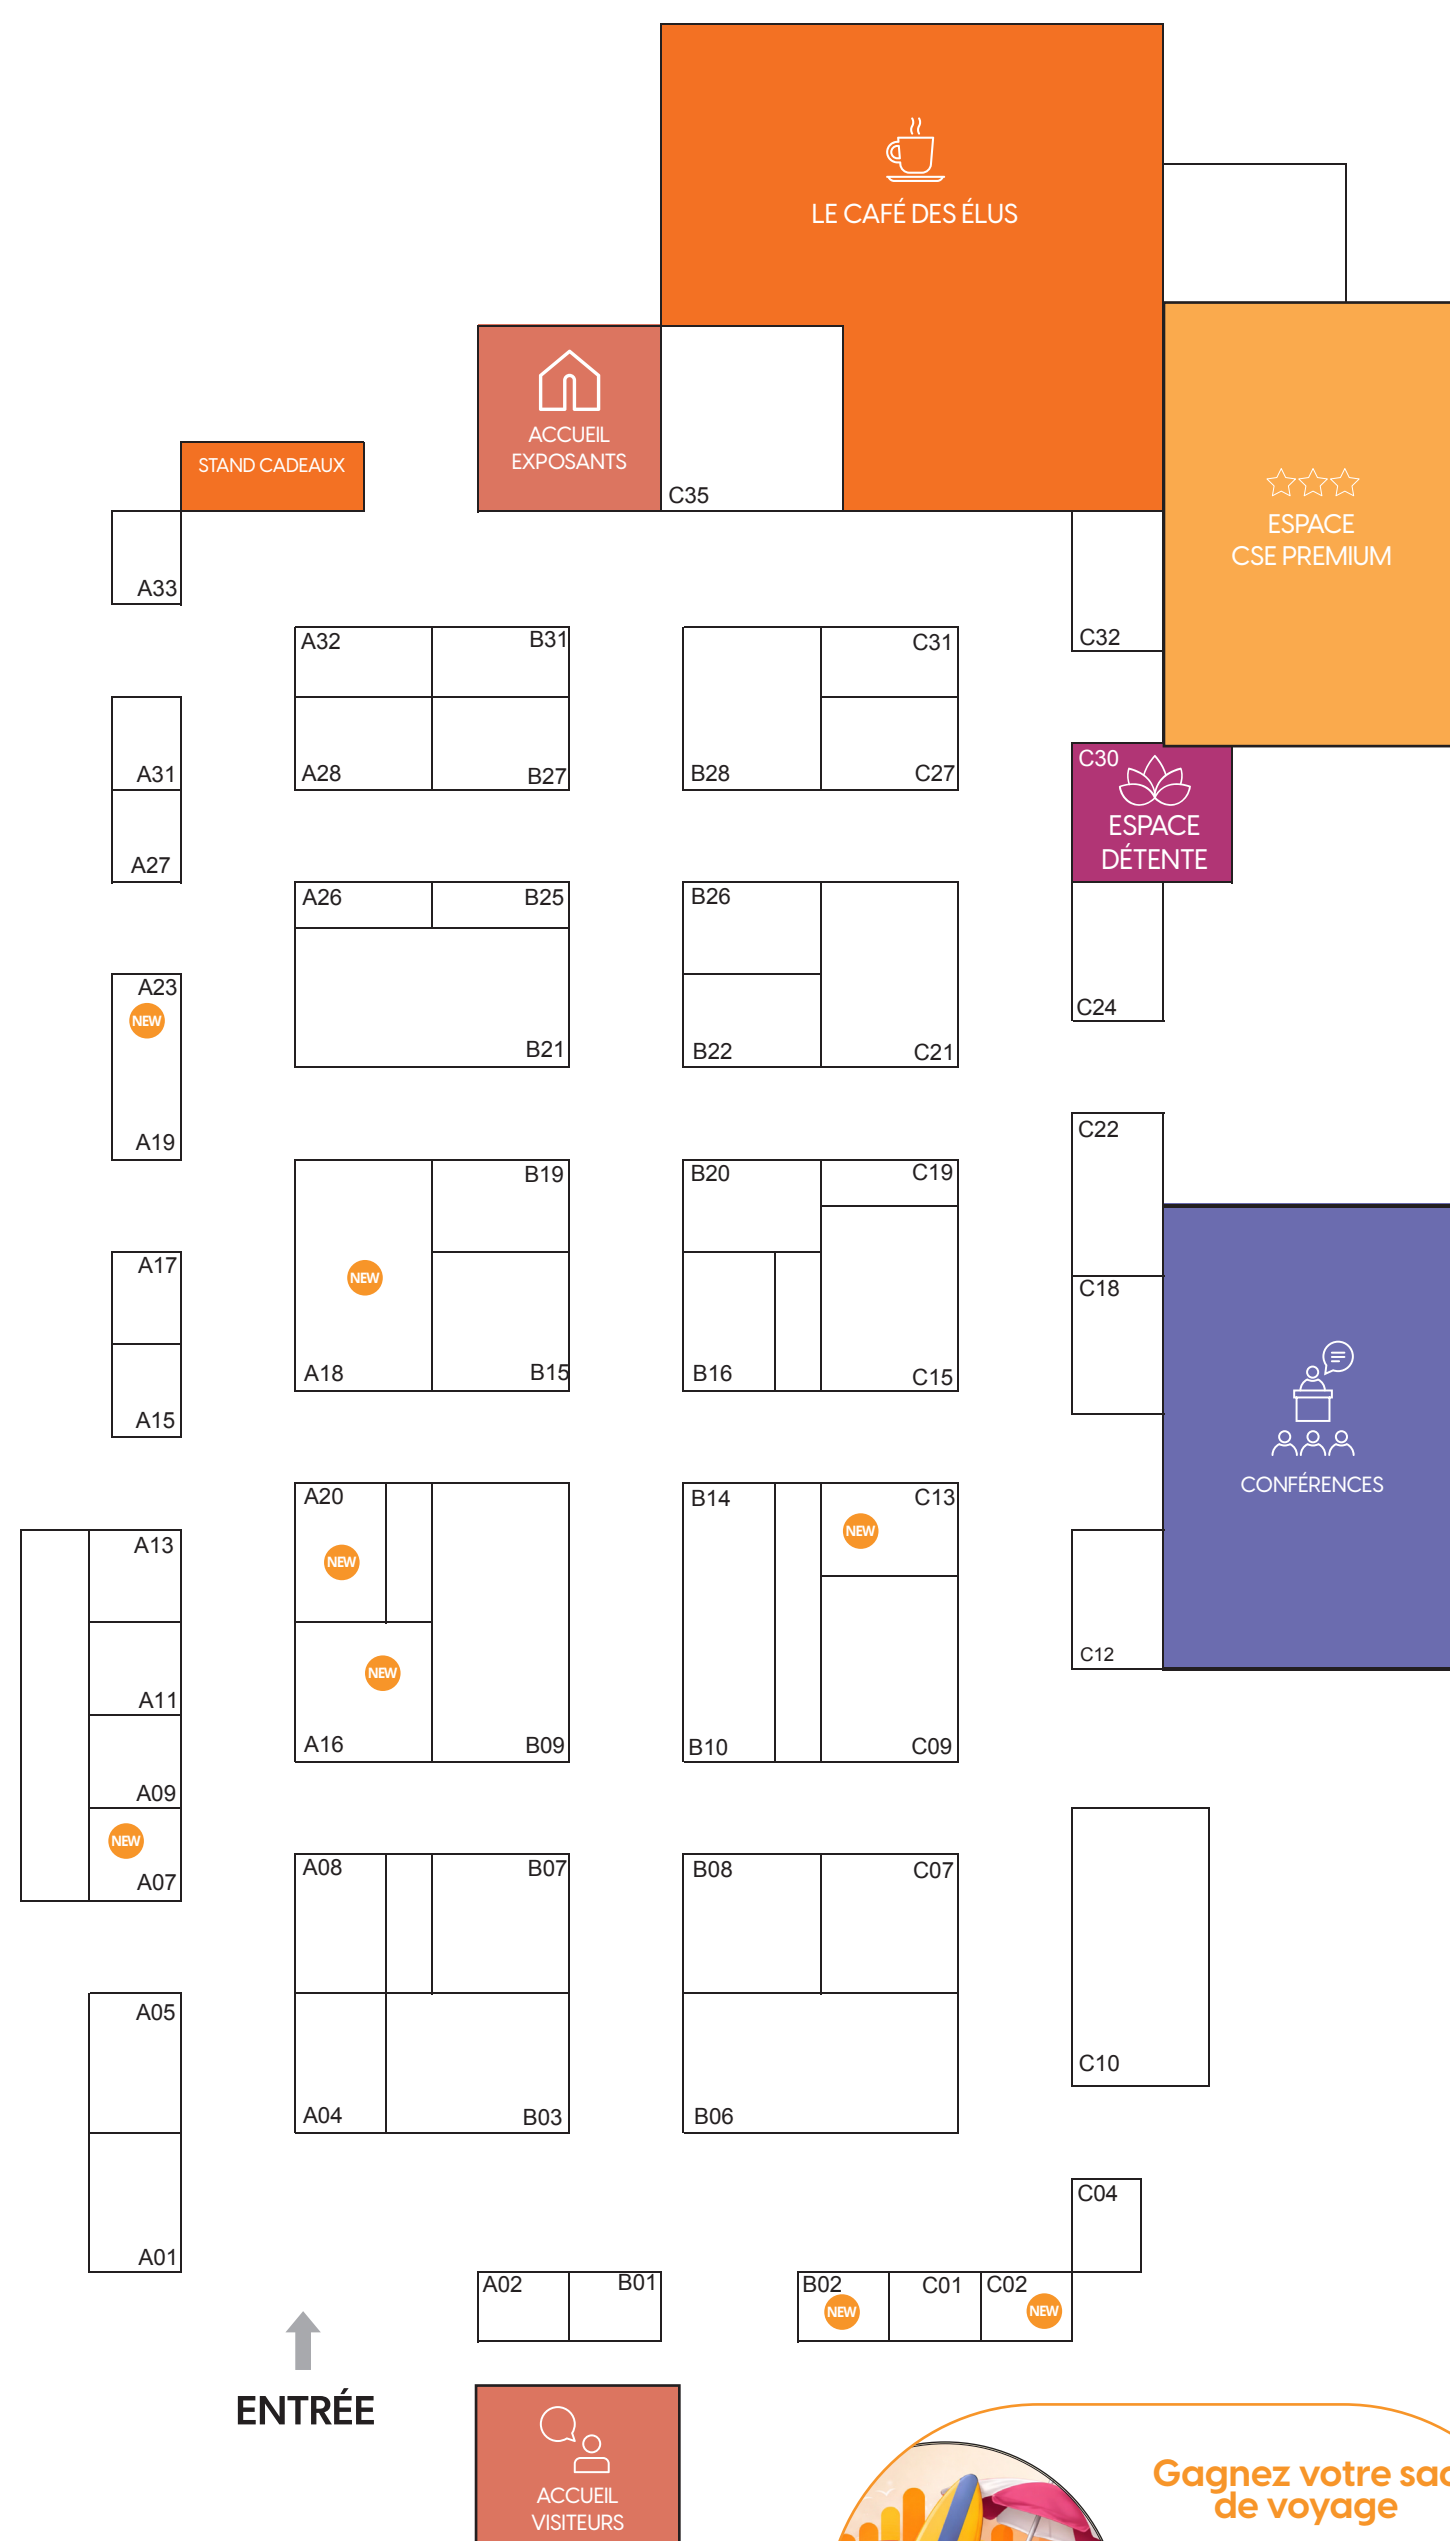 LE CAFÉ DES ÉLUS
ACCUEIL
EXPOSANTS
C35
STAND CADEAUX
ESPACE
CSE PREMIUM
A33
A32
B31
C31
C32
A31
A28
B27
B28
C27
C30
ESPACE
DÉTENTE
A27
A26
B25
B26
A23
NEW
C24
B21
B22
C21
A19
C22
B19
B20
C19
A17
NEW
C18
A18
B15
B16
C15
A15
CONFÉRENCES
A20
B14
C13
NEW
NEW
A13
NEW
C12
A11
A16
B09
B10
C09
A09
NEW
A07
A08
B07
B08
C07
A05
C10
A04
B03
B06
C04
A01
A02
B01
B02
C01
C02
NEW
NEW
ENTRÉE
ACCUEIL
VISITEURS
Gagnez votre sac
de voyage